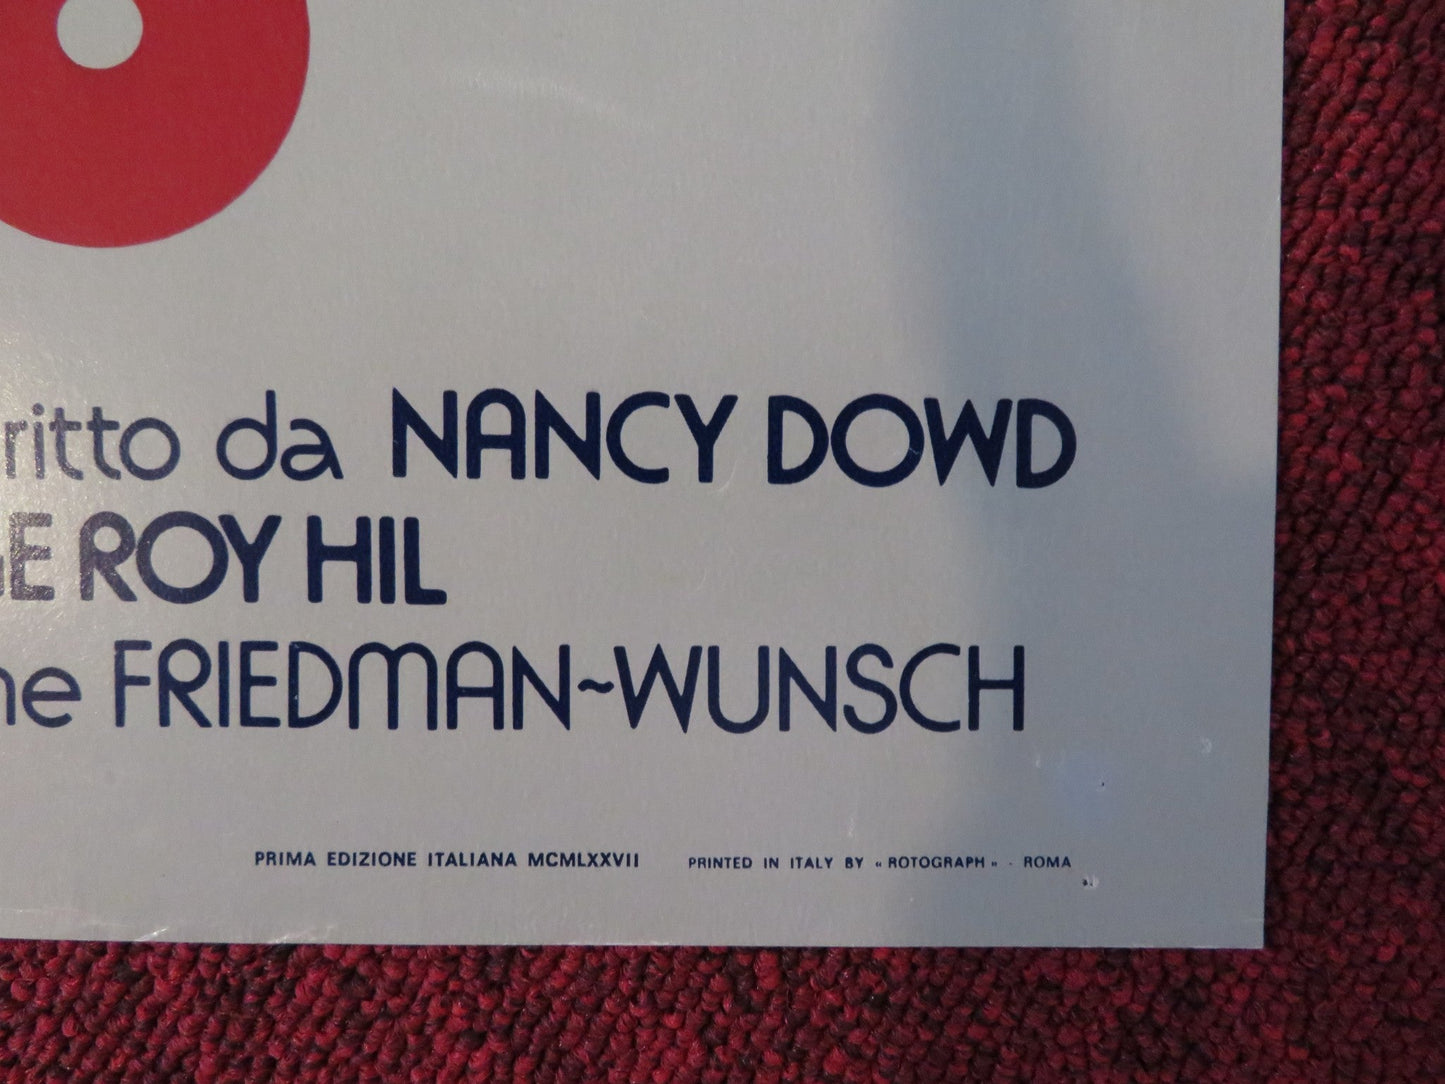 ritto da NANCY DOWD
GE ROY HIL
ne FRIEDMAN~WUNSCH
PRIMA EDIZIONE ITALIANA MCMLXXVII PRINTED IN ITALY BY « ROTOGRAPH » - ROMA